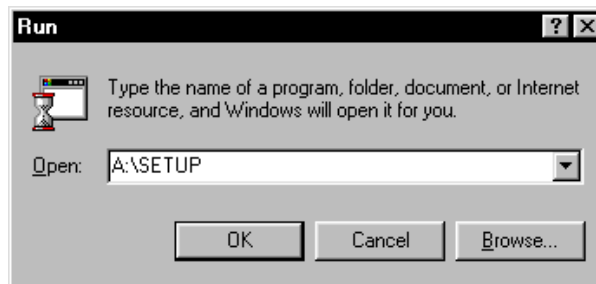 Run
Type the name of a program, folder, document, or Internet
resource, and Windows will open it for you.
Open: A:\SETUP
OK Cancel Browse...